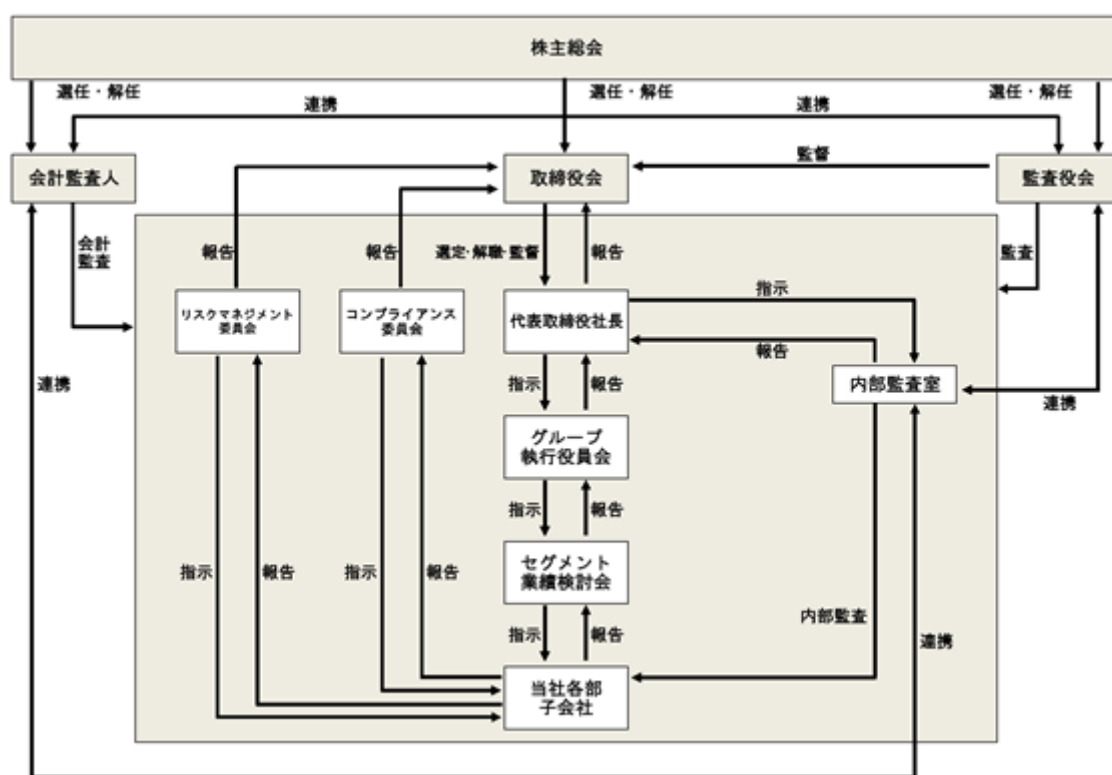 株主総会
選任・解任
選任・解任
選任・解任
連携
連携
会計監査人
取締役会
監督
監査役会
会計
監査
報告
報告
選定・解職・監督
報告
監査
リスクマネジメント
委員会
コンプライアンス
委員会
代表取締役社長
指示
報告
内部監査室
連携
連携
指示
報告
グループ
執行役員会
指示
報告
セグメント
業績検討会
指示
報告
指示
報告
指示
報告
内部監査
連携
当社各部
子会社